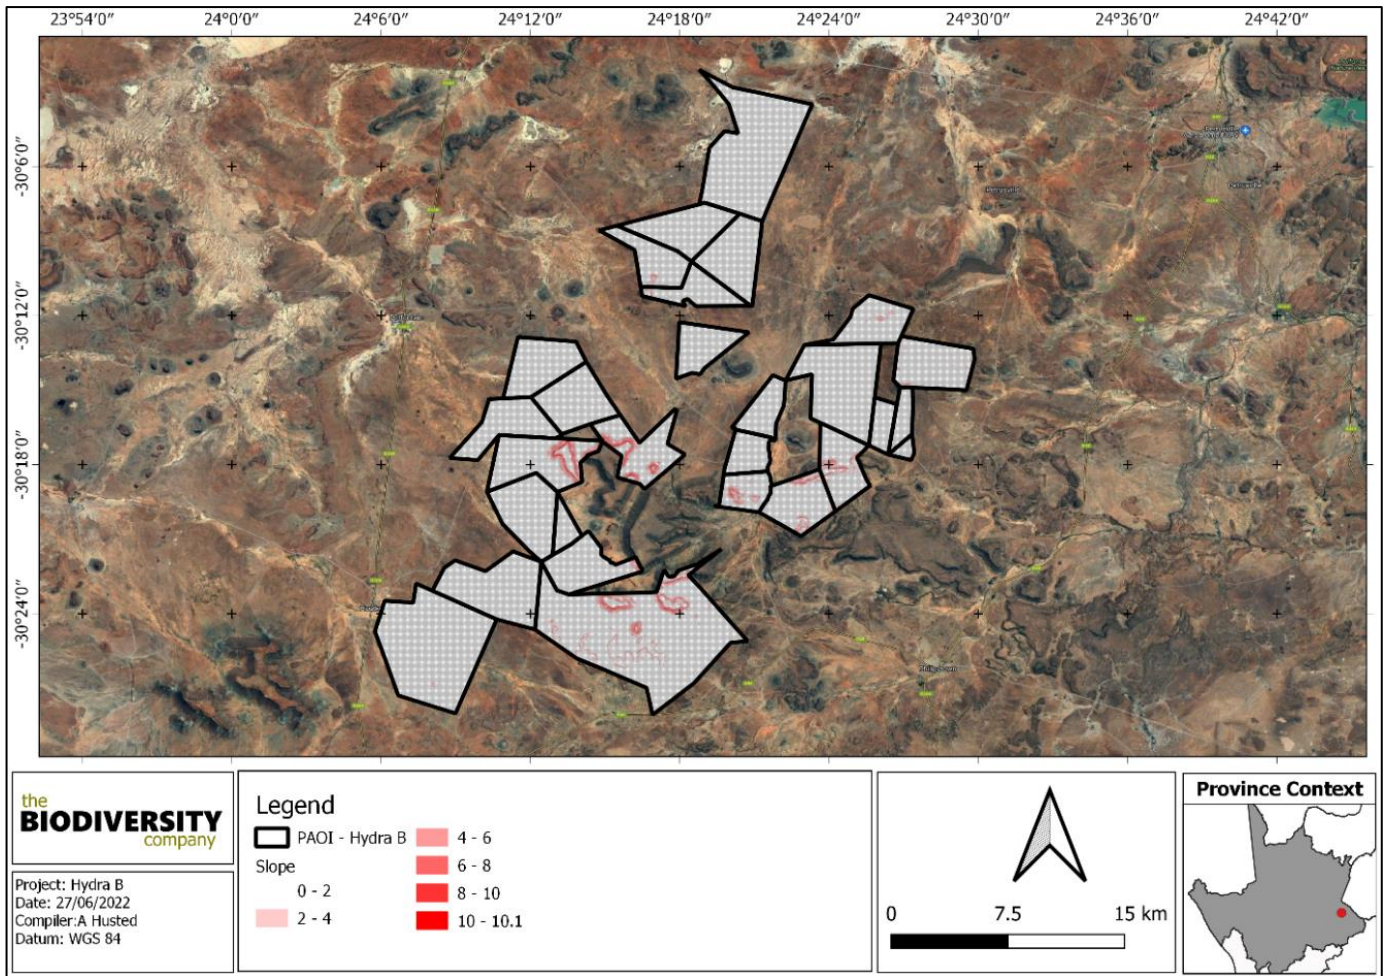 23°54′0″ 24°0′0″ 24°6′0″ 24°12′0″ 24°18′0″ 24°24′0″ 24°30′0″ 24°36′0″ 24°42′0″
-30°6′0″
Petrusville
-30°12′0″
-30°18′0″
-30°24′0″
Philipstown
the
BIODIVERSITY
company
Project: Hydra B
Date: 27/06/2022
Compiler:A Husted
Datum: WGS 84
Legend
PAOI - Hydra B
Slope
0 - 2
2 - 4
4 - 6
6 - 8
8 - 10
10 - 10.1
0 7.5 15 km
Province Context